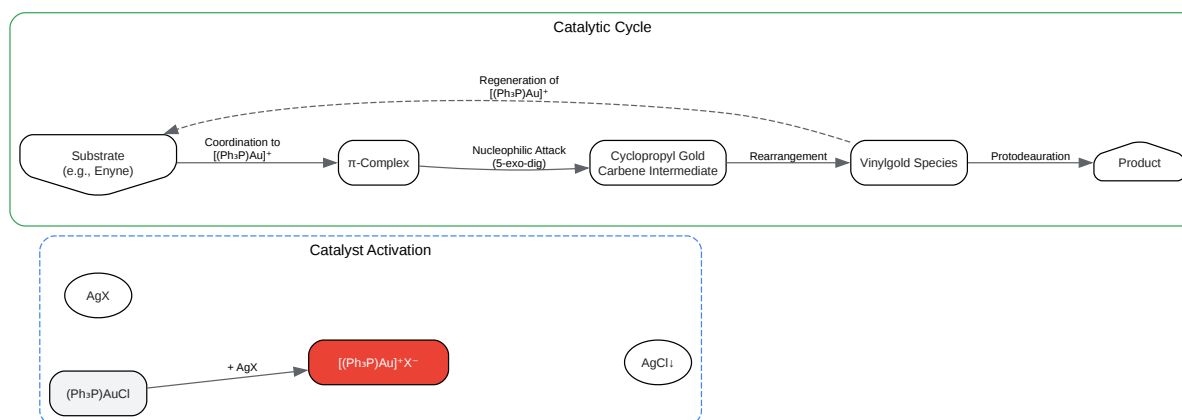 Catalytic Cycle
Regeneration of
[(Ph₃P)Au]⁺
Substrate
(e.g., Enyne)
Coordination to
[(Ph₃P)Au]⁺
π-Complex
Nucleophilic Attack
(5-exo-dig)
Cyclopropyl Gold
Carbene Intermediate
Rearrangement
Vinylgold Species
Protodeauration
Product
Catalyst Activation
AgX
(Ph₃P)AuCl
+ AgX
[(Ph₃P)Au]⁺X⁻
AgCl↓